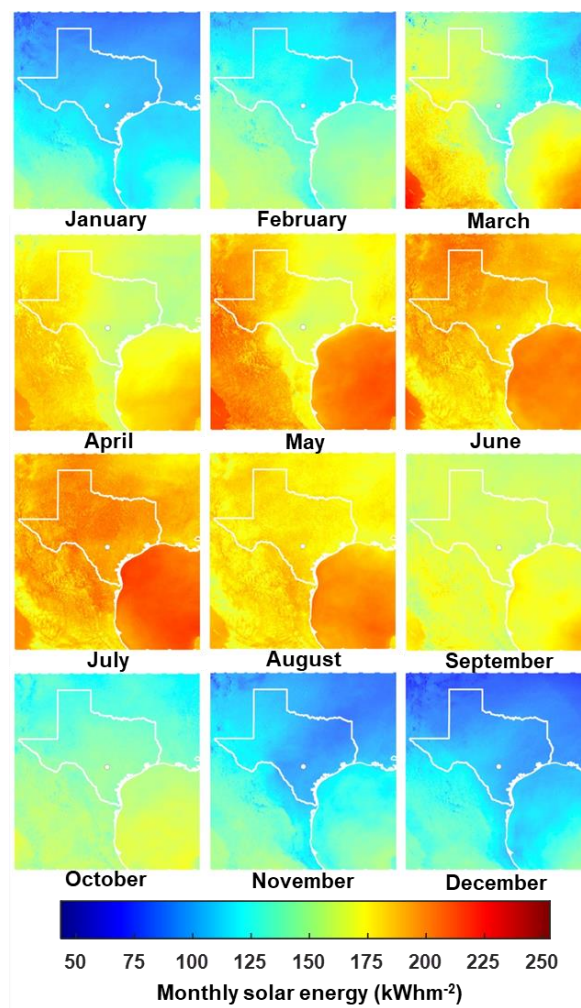 January February March
April May June
July August September
October November December
50 75 100 125 150 175 200 225 250
Monthly solar energy (kWhm⁻²)